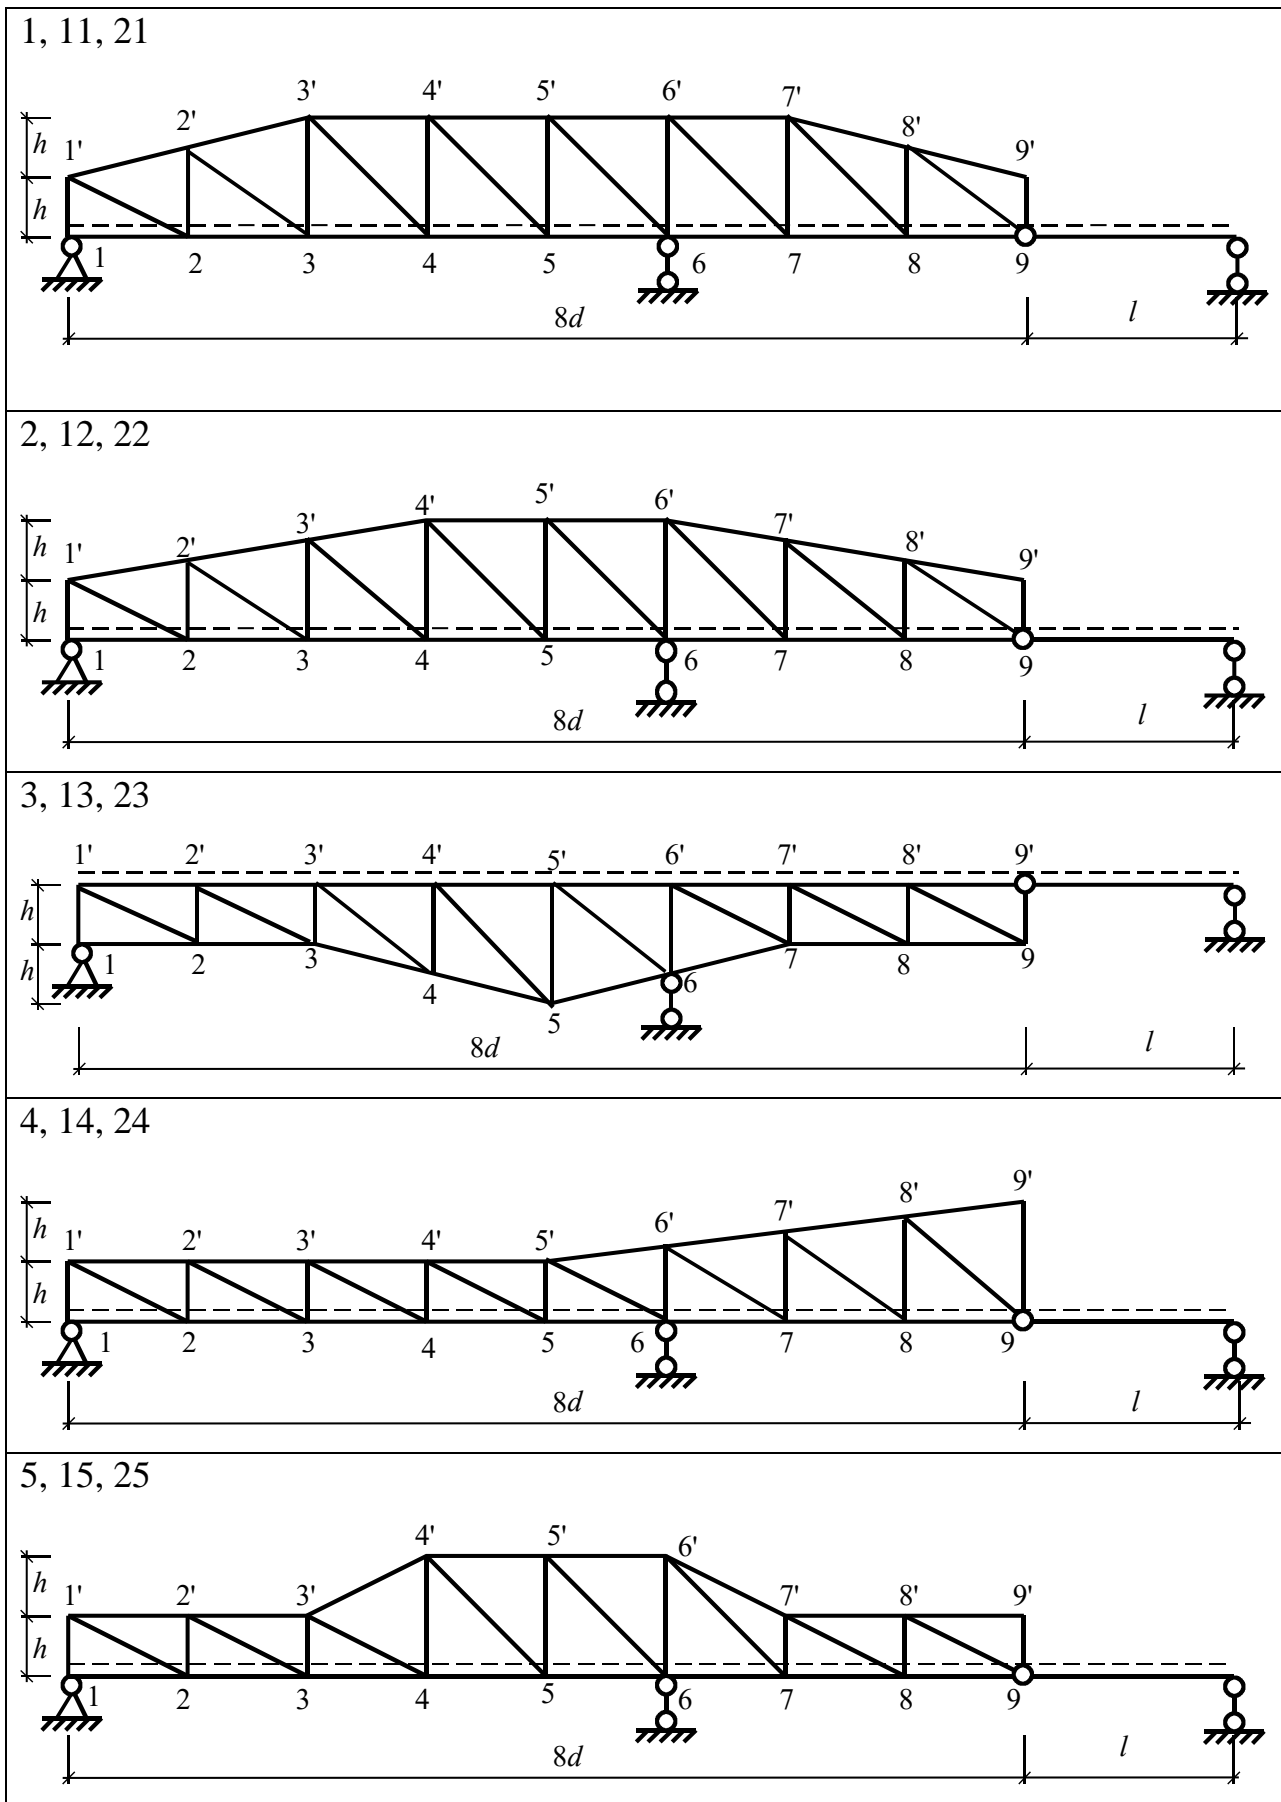 1, 11, 21
1' 2' 3' 4' 5' 6' 7' 8' 9'
h
h
1 2 3 4 5 6 7 8 9
8d l
2, 12, 22
1' 2' 3' 4' 5' 6' 7' 8' 9'
h
h
1 2 3 4 5 6 7 8 9
8d l
3, 13, 23
1' 2' 3' 4' 5' 6' 7' 8' 9'
h
h
1 2 3 4 5 6 7 8 9
8d l
4, 14, 24
1' 2' 3' 4' 5' 6' 7' 8' 9'
h
h
1 2 3 4 5 6 7 8 9
8d l
5, 15, 25
1' 2' 3' 4' 5' 6' 7' 8' 9'
h
h
1 2 3 4 5 6 7 8 9
8d l